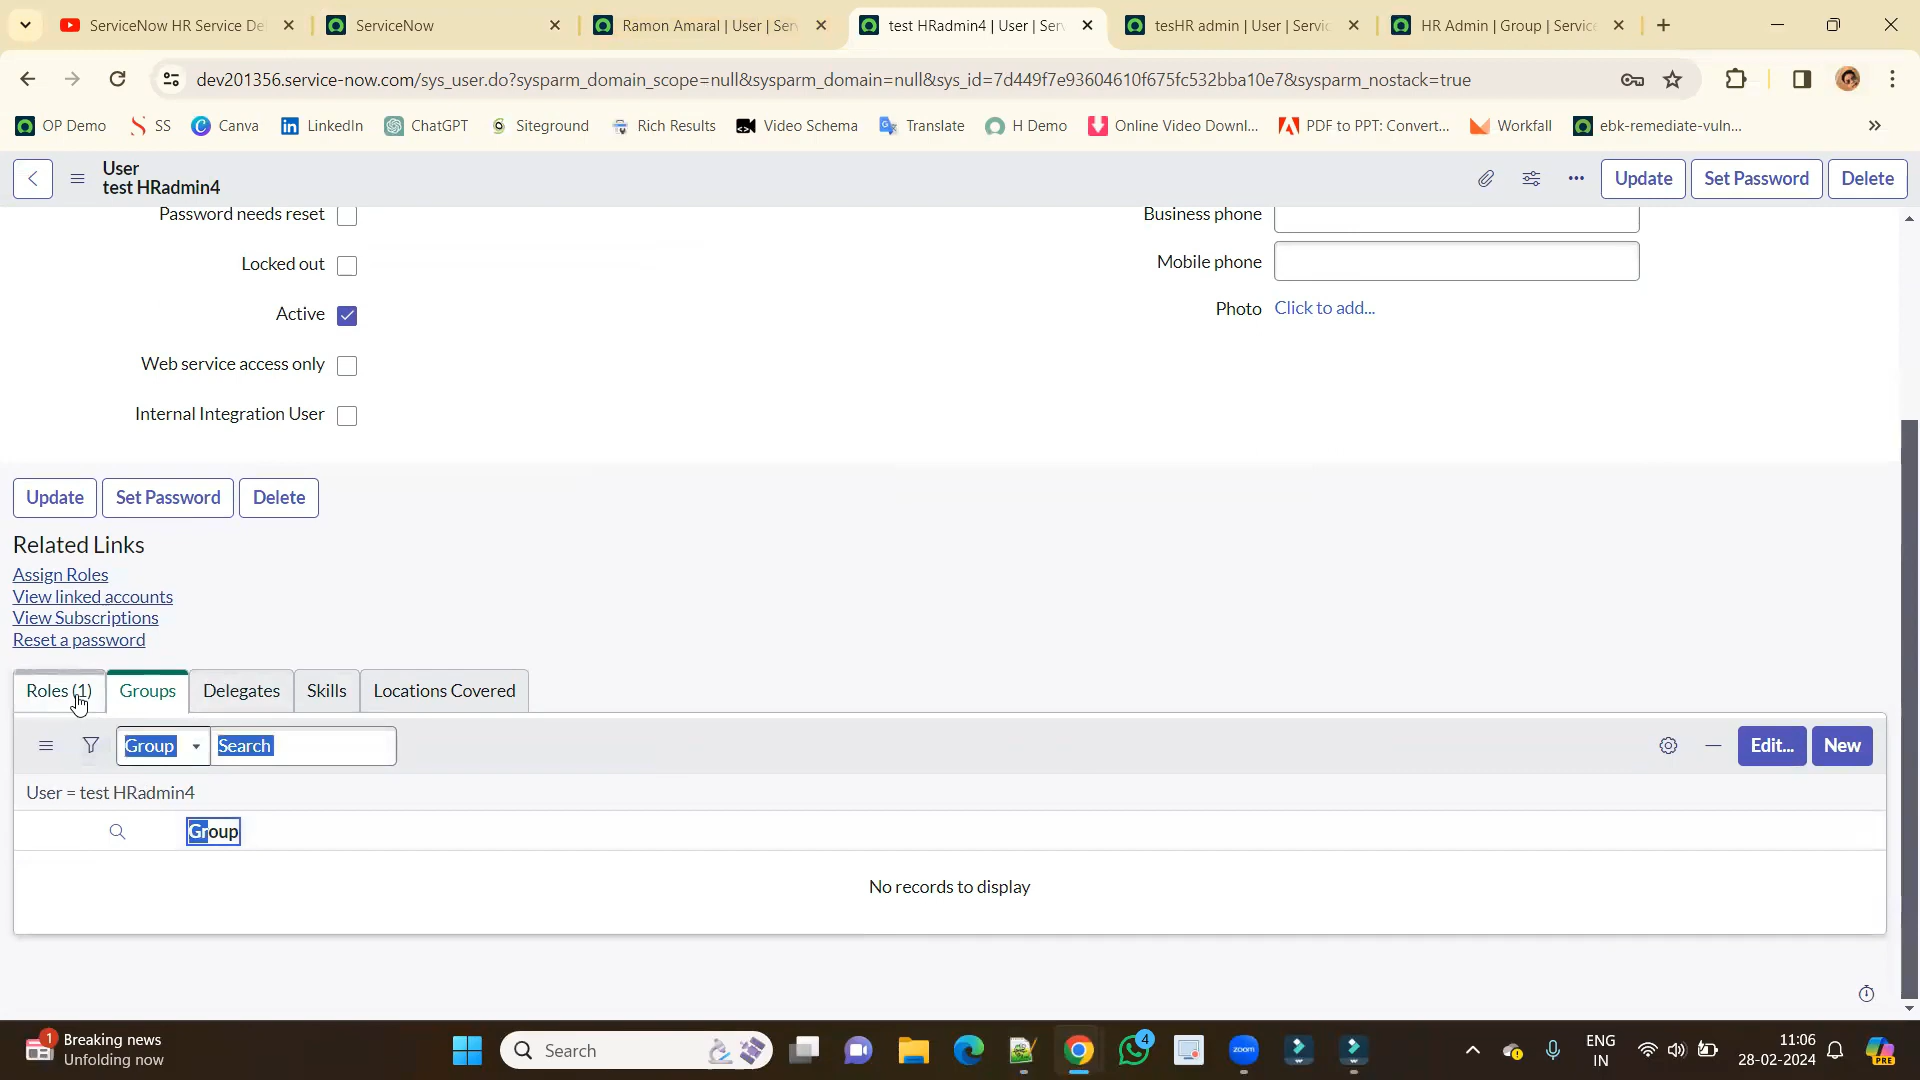 ServiceNow HR Service De
ServiceNow
Ramon Amaral | User | Serv
test HRadmin4 | User | Serv
tesHR admin | User | Servic
HR Admin | Group | Service
dev201356.service-now.com/sys_user.do?sysparm_domain_scope=null&sysparm_domain=null&sys_id=7d449f7e93604610f675fc532bba10e7&sysparm_nostack=true
OP Demo
SS
Canva
LinkedIn
ChatGPT
Siteground
Rich Results
Video Schema
Translate
H Demo
Online Video Downl...
PDF to PPT: Convert...
Workfall
ebk-remediate-vuln...
User
test HRadmin4
Update
Set Password
Delete
Password needs reset
Business phone
Locked out
Mobile phone
Active
Photo Click to add...
Web service access only
Internal Integration User
Update
Set Password
Delete
Related Links
Assign Roles
View linked accounts
View Subscriptions
Reset a password
Roles (1)
Groups
Delegates
Skills
Locations Covered
Group
Search
Edit...
New
User = test HRadmin4
Group
No records to display
1
Breaking news
Unfolding now
Search
zoom
4
ENG
IN
11:06
28-02-2024
PRE